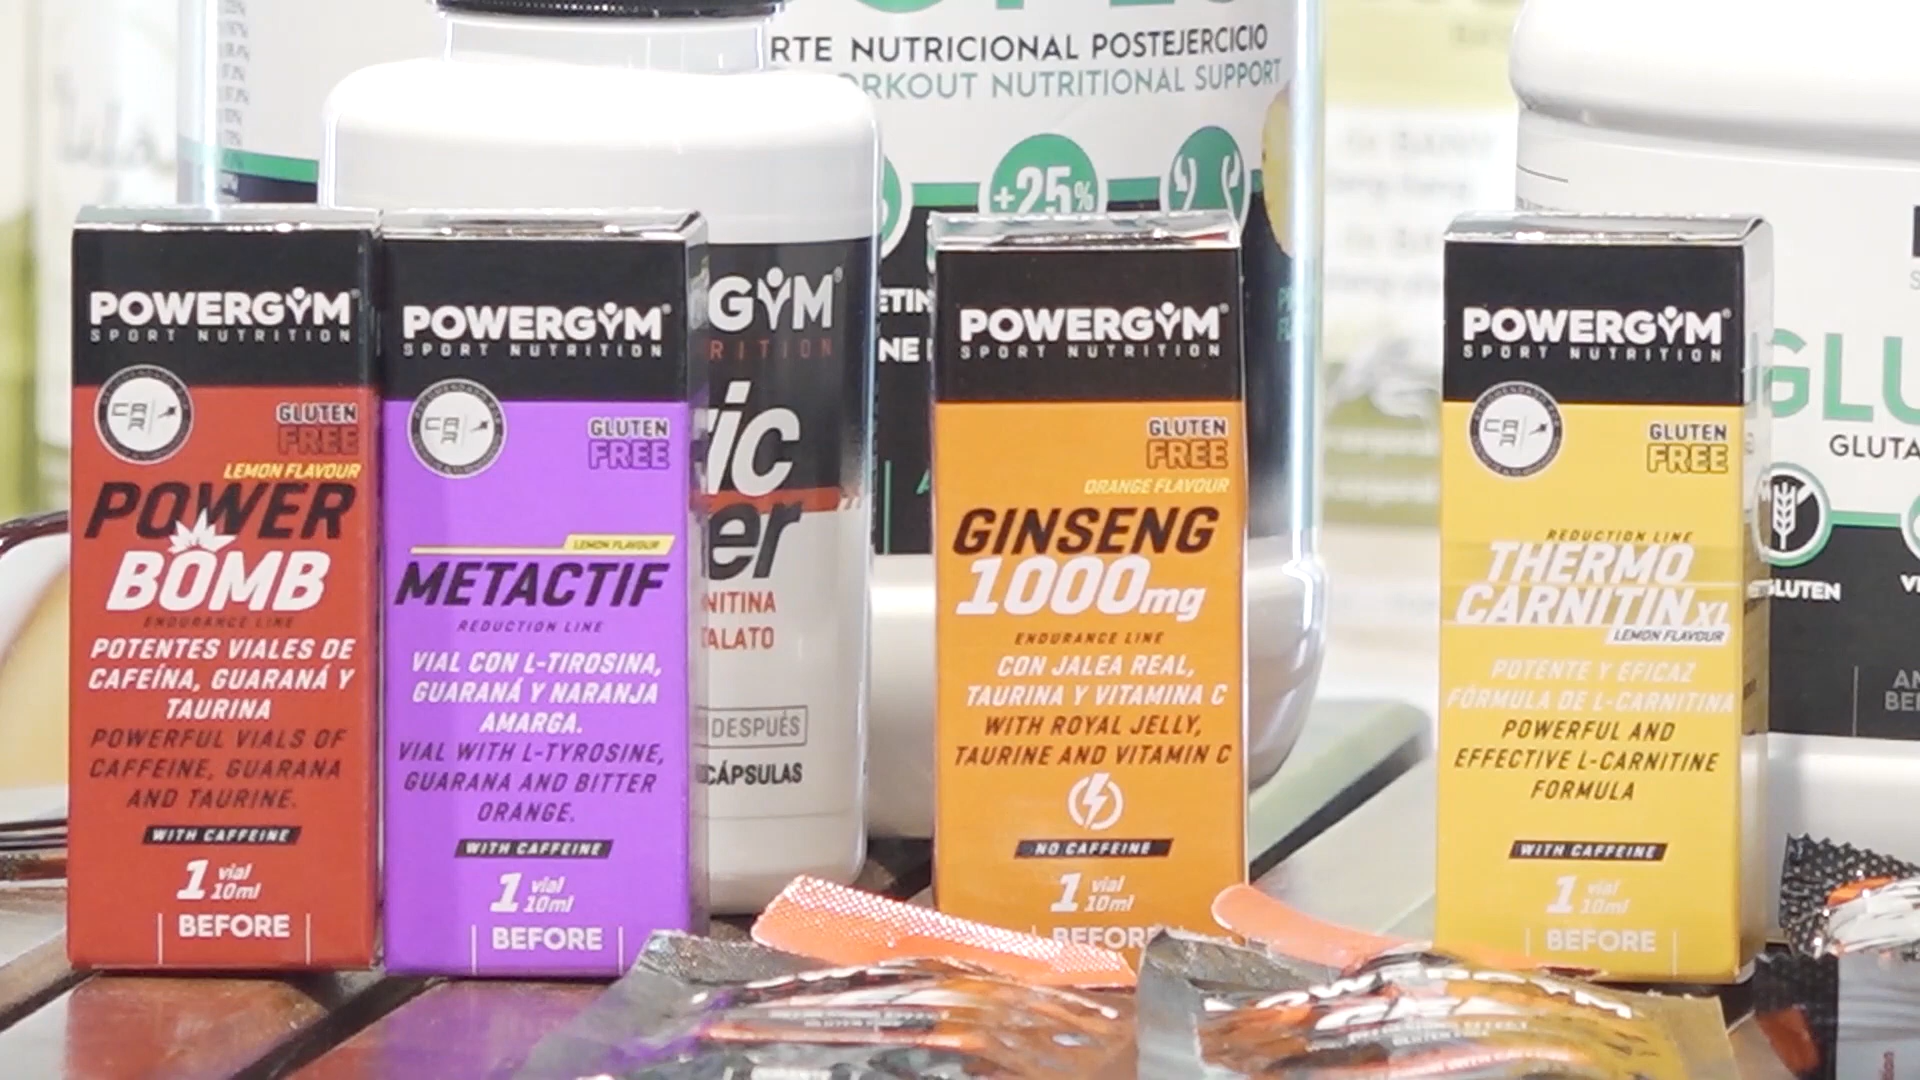 RTE NUTRICIONAL POSTEJERCICIO
ORKOUT NUTRITIONAL SUPPORT
+25%
POWERGYM®
SPORT NUTRITION
GLUTEN
FREE
LEMON FLAVOUR
POWER
BOMB
ENDURANCE LINE
POTENTES VIALES DE
CAFEÍNA, GUARANÁ Y
TAURINA
POWERFUL VIALS OF
CAFFEINE, GUARANA
AND TAURINE.
WITH CAFFEINE
1 vial
10ml
BEFORE
POWERGYM®
SPORT NUTRITION
GLUTEN
FREE
LEMON FLAVOUR
METACTIF
REDUCTION LINE
VIAL CON L-TIROSINA,
GUARANÁ Y NARANJA
AMARGA.
VIAL WITH L-TYROSINE,
GUARANA AND BITTER
ORANGE.
WITH CAFFEINE
1 vial
10ml
BEFORE
GYM®
RITION
ic
er
NITINA
ALATO
DESPUÉS
CÁPSULAS
POWERGYM®
SPORT NUTRITION
GLUTEN
FREE
ORANGE FLAVOUR
GINSENG
1000mg
ENDURANCE LINE
CON JALEA REAL,
TAURINA Y VITAMINA C
WITH ROYAL JELLY,
TAURINE AND VITAMIN C
NO CAFFEINE
1 vial
10ml
BEFORE
POWERGYM®
SPORT NUTRITION
GLUTEN
FREE
REDUCTION LINE
THERMO
CARNITIN XL
LEMON FLAVOUR
POTENTE Y EFICAZ
FÓRMULA DE L-CARNITINA
POWERFUL AND
EFFECTIVE L-CARNITINE
FORMULA
WITH CAFFEINE
1 vial
10ml
BEFORE
GLU
GLUTA
GLUTEN